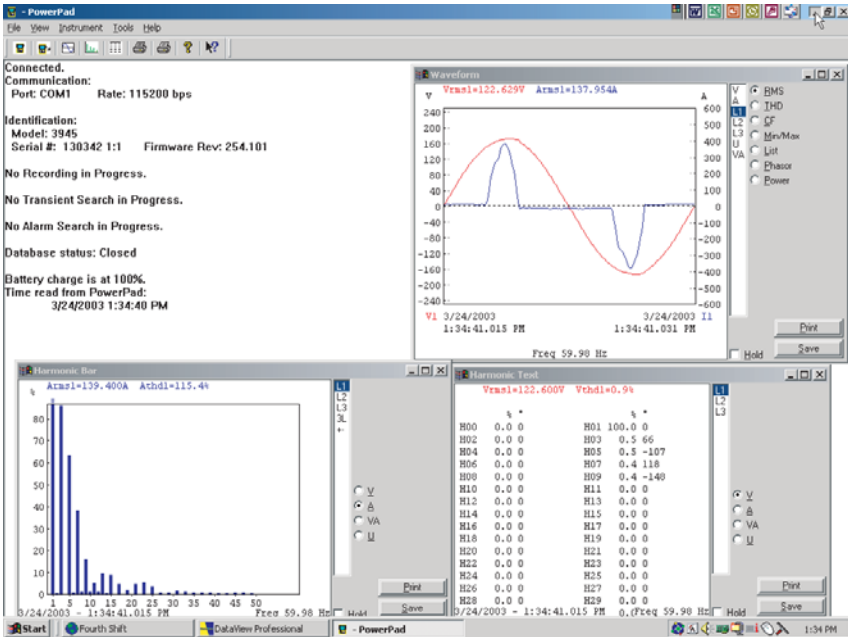 - PowerPad
File View Instrument Tools Help
Connected.
Communication:
Port: COM1 Rate: 115200 bps
Identification:
Model: 3945
Serial #: 130342 1:1 Firmware Rev: 254.101
No Recording in Progress.
No Transient Search in Progress.
No Alarm Search in Progress.
Database status: Closed
Battery charge is at 100%.
Time read from PowerPad:
3/24/2003 1:34:40 PM
Waveform
Vrms1=122.629V Arms1=137.954A
V A
240
200
160
120
80
40
0
-40
-80
-120
-160
-200
-240
600
500
400
300
200
100
0
-100
-200
-300
-400
-500
-600
V1 3/24/2003 3/24/2003 I1
1:34:41.015 PM 1:34:41.031 PM
Freq 59.98 Hz
V
A
L1
L2
L3
U
VA
RMS
THD
CF
Min/Max
List
Phasor
Power
Print
Hold Save
Harmonic Bar
Arms1=139.400A Athd1=115.4%
%
80
70
60
50
40
30
20
10
0
1 5 10 15 20 25 30 35 40 45 50
3/24/2003 - 1:34:41.015 PM Freq 59.98 Hz
L1
L2
L3
3L
+-
V
A
VA
U
Print
Hold Save
Harmonic Text
Vrms1=122.600V Vthd1=0.9%
% ° % °
H00 0.0 0 H01 100.0 0
H02 0.0 0 H03 0.5 66
H04 0.0 0 H05 0.5 -107
H06 0.0 0 H07 0.4 118
H08 0.0 0 H09 0.4 -148
H10 0.0 0 H11 0.0 0
H12 0.0 0 H13 0.0 0
H14 0.0 0 H15 0.0 0
H16 0.0 0 H17 0.0 0
H18 0.0 0 H19 0.0 0
H20 0.0 0 H21 0.0 0
H22 0.0 0 H23 0.0 0
H24 0.0 0 H25 0.0 0
H26 0.0 0 H27 0.0 0
H28 0.0 0 H29 0.0 0
3/24/2003 - 1:34:41.015 PM 0.(Freq 59.98 Hz
L1
L2
L3
V
A
VA
U
Print
Hold Save
Start Fourth Shift DataView Professional - PowerPad 1:34 PM